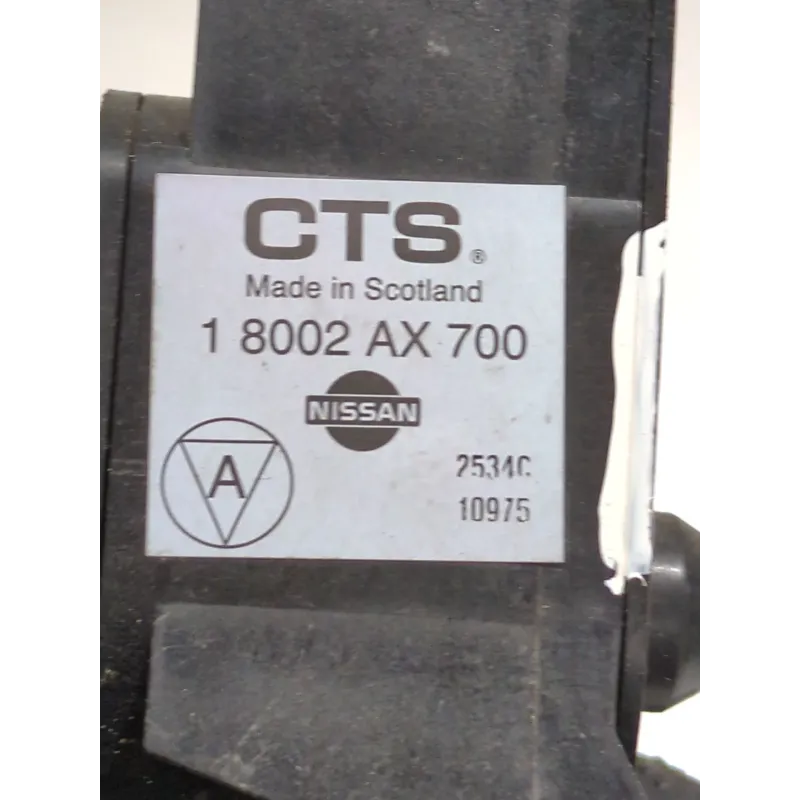 CTS®
Made in Scotland
1 8002 AX 700
NISSAN
A
2534C
10975